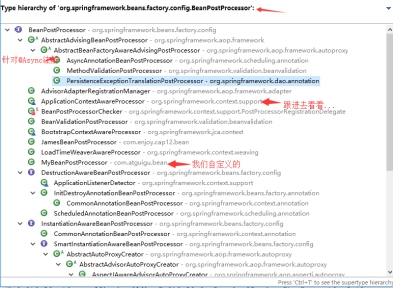 Type hierarchy of 'org.springframework.beans.factory.config.BeanPostProcessor':
BeanPostProcessor - org.springframework.beans.factory.config
AbstractAdvisingBeanPostProcessor - org.springframework.aop.framework
AbstractBeanFactoryAwareAdvisingPostProcessor - org.springframework.aop.framework.autoproxy
针对@Async注 AsyncAnnotationBeanPostProcessor - org.springframework.scheduling.annotation
MethodValidationPostProcessor - org.springframework.validation.beanvalidation
PersistenceExceptionTranslationPostProcessor - org.springframework.dao.annotation
AdvisorAdapterRegistrationManager - org.springframework.aop.framework.adapter
ApplicationContextAwareProcessor - org.springframework.context.support 跟进去看看...
BeanPostProcessorChecker - org.springframework.context.support.PostProcessorRegistrationDelegate
BeanValidationPostProcessor - org.springframework.validation.beanvalidation
BootstrapContextAwareProcessor - org.springframework.jca.context
JamesBeanPostProcessor - com.enjoy.cap12.bean
LoadTimeWeaverAwareProcessor - org.springframework.context.weaving
MyBeanPostProcessor - com.atguigu.bean 我们自定义的
DestructionAwareBeanPostProcessor - org.springframework.beans.factory.config
ApplicationListenerDetector - org.springframework.context.support
InitDestroyAnnotationBeanPostProcessor - org.springframework.beans.factory.annotation
CommonAnnotationBeanPostProcessor - org.springframework.context.annotation
ScheduledAnnotationBeanPostProcessor - org.springframework.scheduling.annotation
InstantiationAwareBeanPostProcessor - org.springframework.beans.factory.config
CommonAnnotationBeanPostProcessor - org.springframework.context.annotation
SmartInstantiationAwareBeanPostProcessor - org.springframework.beans.factory.config
AbstractAutoProxyCreator - org.springframework.aop.framework.autoproxy
AbstractAdvisorAutoProxyCreator - org.springframework.aop.framework.autoproxy
AspectJAwareAdvisorAutoProxyCreator - org.springframework.aop.aspectj.autoproxy
Press 'Ctrl+T' to see the supertype hierarchy